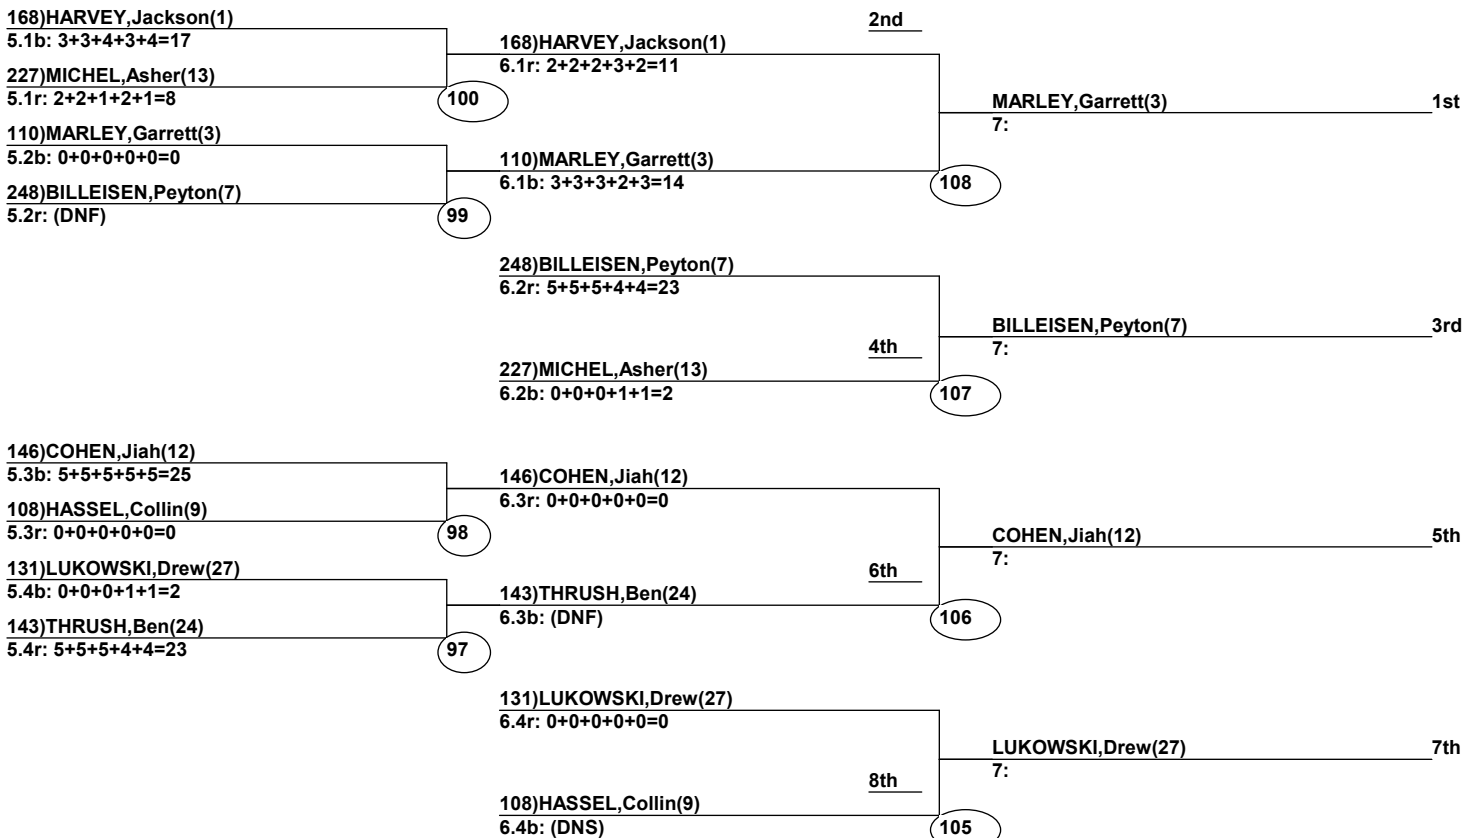 168)HARVEY,Jackson(1)
5.1b: 3+3+4+3+4=17
227)MICHEL,Asher(13)
5.1r: 2+2+1+2+1=8
100
110)MARLEY,Garrett(3)
5.2b: 0+0+0+0+0=0
248)BILLEISEN,Peyton(7)
5.2r: (DNF)
99
168)HARVEY,Jackson(1)
6.1r: 2+2+2+3+2=11
2nd
110)MARLEY,Garrett(3)
6.1b: 3+3+3+2+3=14
108
MARLEY,Garrett(3)
1st
7:
248)BILLEISEN,Peyton(7)
6.2r: 5+5+5+4+4=23
4th
227)MICHEL,Asher(13)
6.2b: 0+0+0+1+1=2
107
BILLEISEN,Peyton(7)
3rd
7:
146)COHEN,Jiah(12)
5.3b: 5+5+5+5+5=25
108)HASSEL,Collin(9)
5.3r: 0+0+0+0+0=0
98
131)LUKOWSKI,Drew(27)
5.4b: 0+0+0+1+1=2
143)THRUSH,Ben(24)
5.4r: 5+5+5+4+4=23
97
146)COHEN,Jiah(12)
6.3r: 0+0+0+0+0=0
6th
143)THRUSH,Ben(24)
6.3b: (DNF)
106
COHEN,Jiah(12)
5th
7:
131)LUKOWSKI,Drew(27)
6.4r: 0+0+0+0+0=0
8th
108)HASSEL,Collin(9)
6.4b: (DNS)
105
LUKOWSKI,Drew(27)
7th
7: